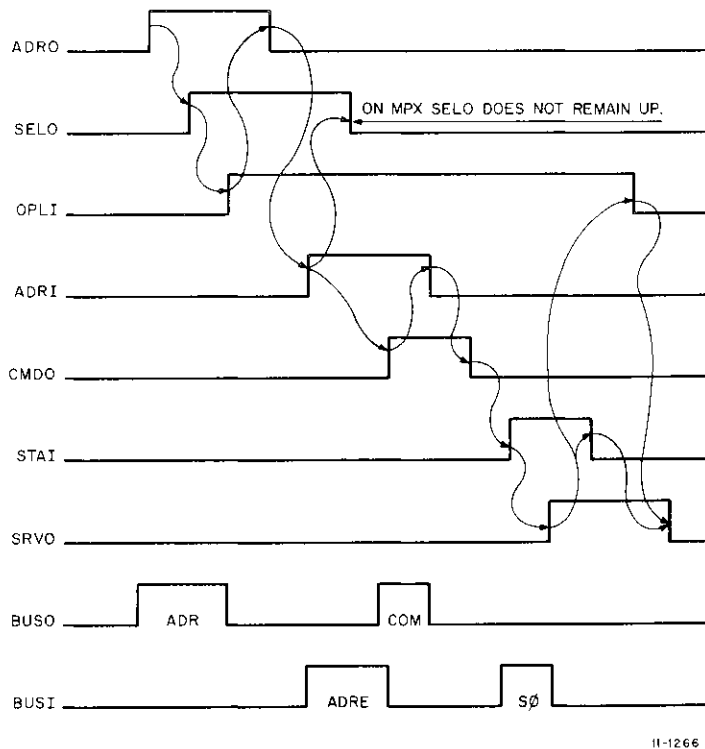 ADRO
SELO
ON MPX SELO DOES NOT REMAIN UP.
OPLI
ADRI
CMDO
STAI
SRVO
BUSO ADR COM
BUSI ADRE SØ
11-1266